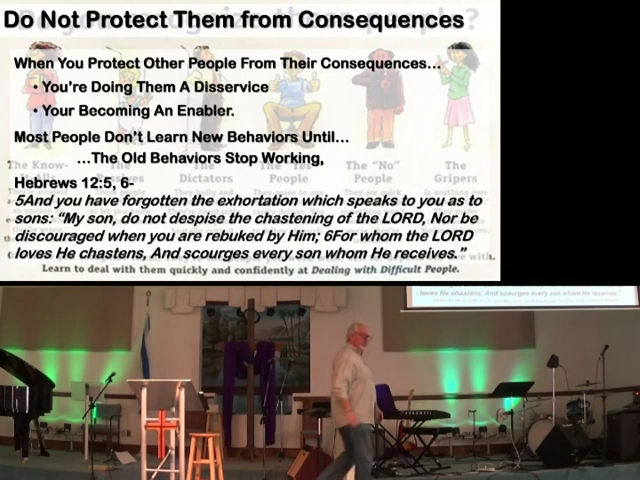 Do Not Protect Them from Consequences
When You Protect Other People From Their Consequences…
• You’re Doing Them A Disservice
• Your Becoming An Enabler.
Most People Don’t Learn New Behaviors Until…
…The Old Behaviors Stop Working,
The Know-
The
Dictators
The "Yes"
People
The "No"
People
The
Gripers
Hebrews 12:5, 6-
5And you have forgotten the exhortation which speaks to you as to
sons: “My son, do not despise the chastening of the LORD, Nor be
discouraged when you are rebuked by Him; 6For whom the LORD
loves He chastens, And scourges every son whom He receives.”
Learn to deal with them quickly and confidently at Dealing with Difficult People.
loves He chastens, And scourges every son whom He receives.”